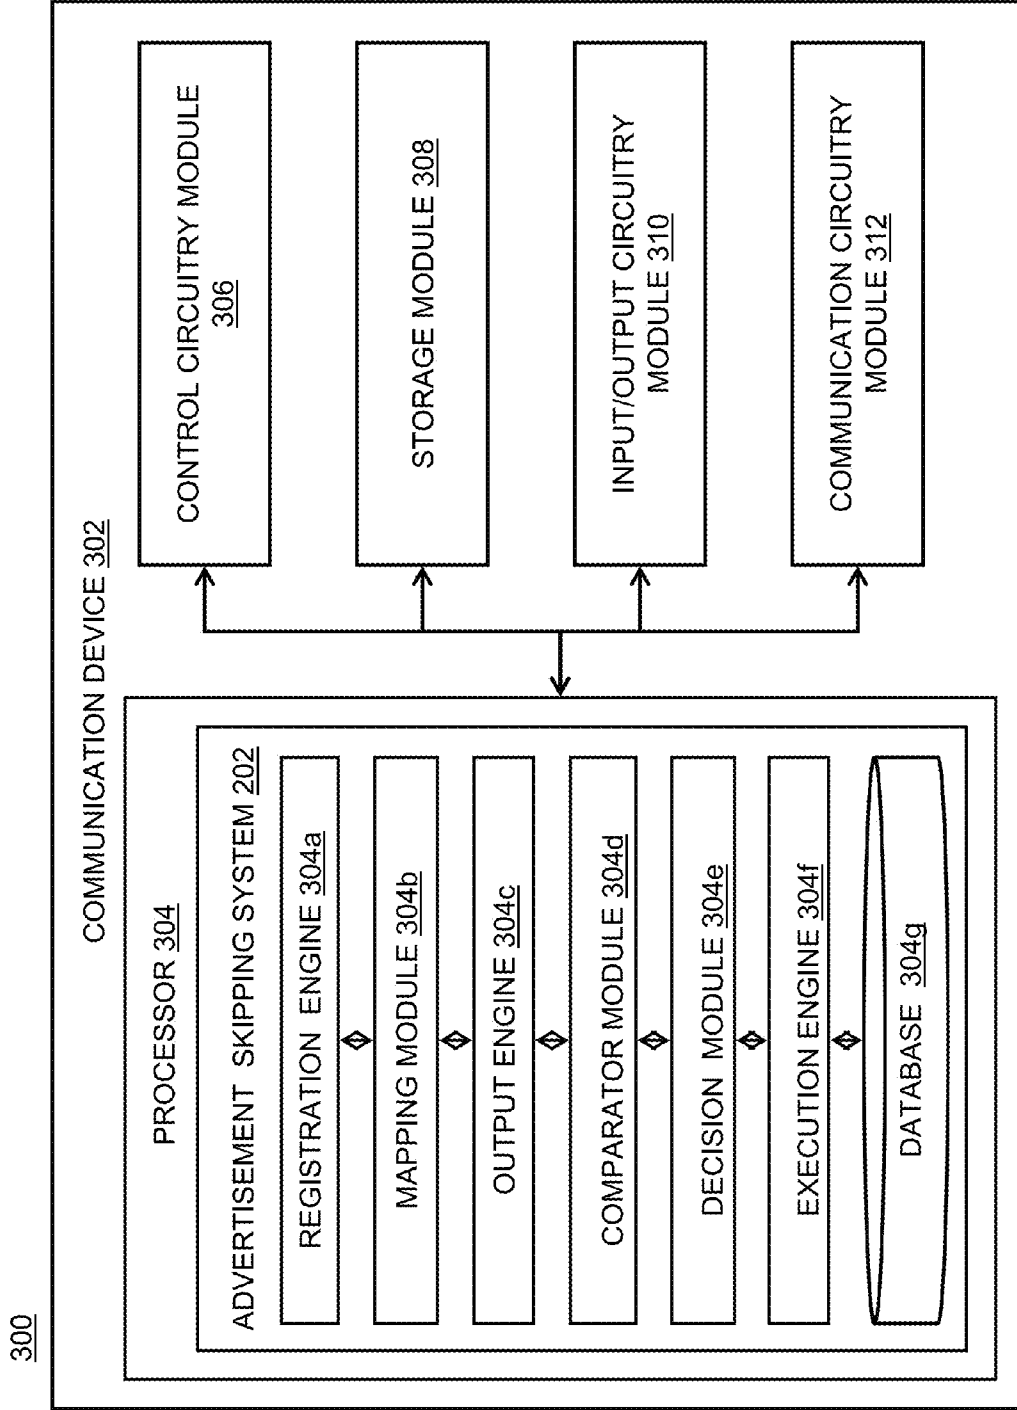 300
COMMUNICATION DEVICE 302
PROCESSOR 304
ADVERTISEMENT SKIPPING SYSTEM 202
REGISTRATION ENGINE 304a
MAPPING MODULE 304b
OUTPUT ENGINE 304c
COMPARATOR MODULE 304d
DECISION MODULE 304e
EXECUTION ENGINE 304f
DATABASE 304g
CONTROL CIRCUITRY MODULE
306
STORAGE MODULE 308
INPUT/OUTPUT CIRCUITRY
MODULE 310
COMMUNICATION CIRCUITRY
MODULE 312